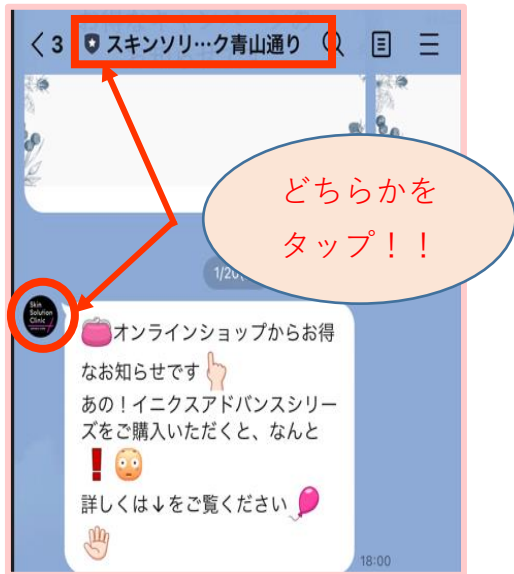 3 スキンソリ…ク青山通り
どちらかを
タップ！！
1/20(
Skin
Solution
Clinic
オンラインショップからお得
なお知らせです
あの！イニクスアドバンスシリー
ズをご購入いただくと、なんと
❗
詳しくは↓をご覧ください
18:00